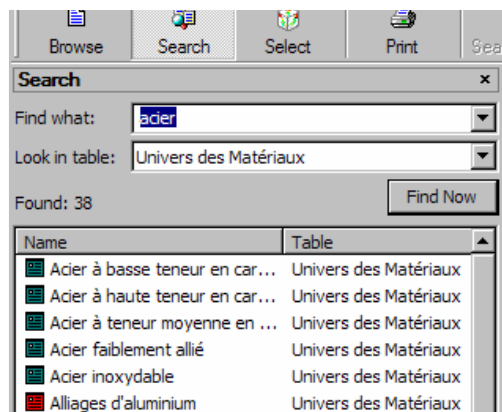 Browse Search Select Print Sea
Search x
Find what: acier
Look in table: Univers des Matériaux
Found: 38 Find Now
Name Table
Acier à basse teneur en car... Univers des Matériaux
Acier à haute teneur en car... Univers des Matériaux
Acier à teneur moyenne en ... Univers des Matériaux
Acier faiblement allié Univers des Matériaux
Acier inoxydable Univers des Matériaux
Alliages d'aluminium Univers des Matériaux